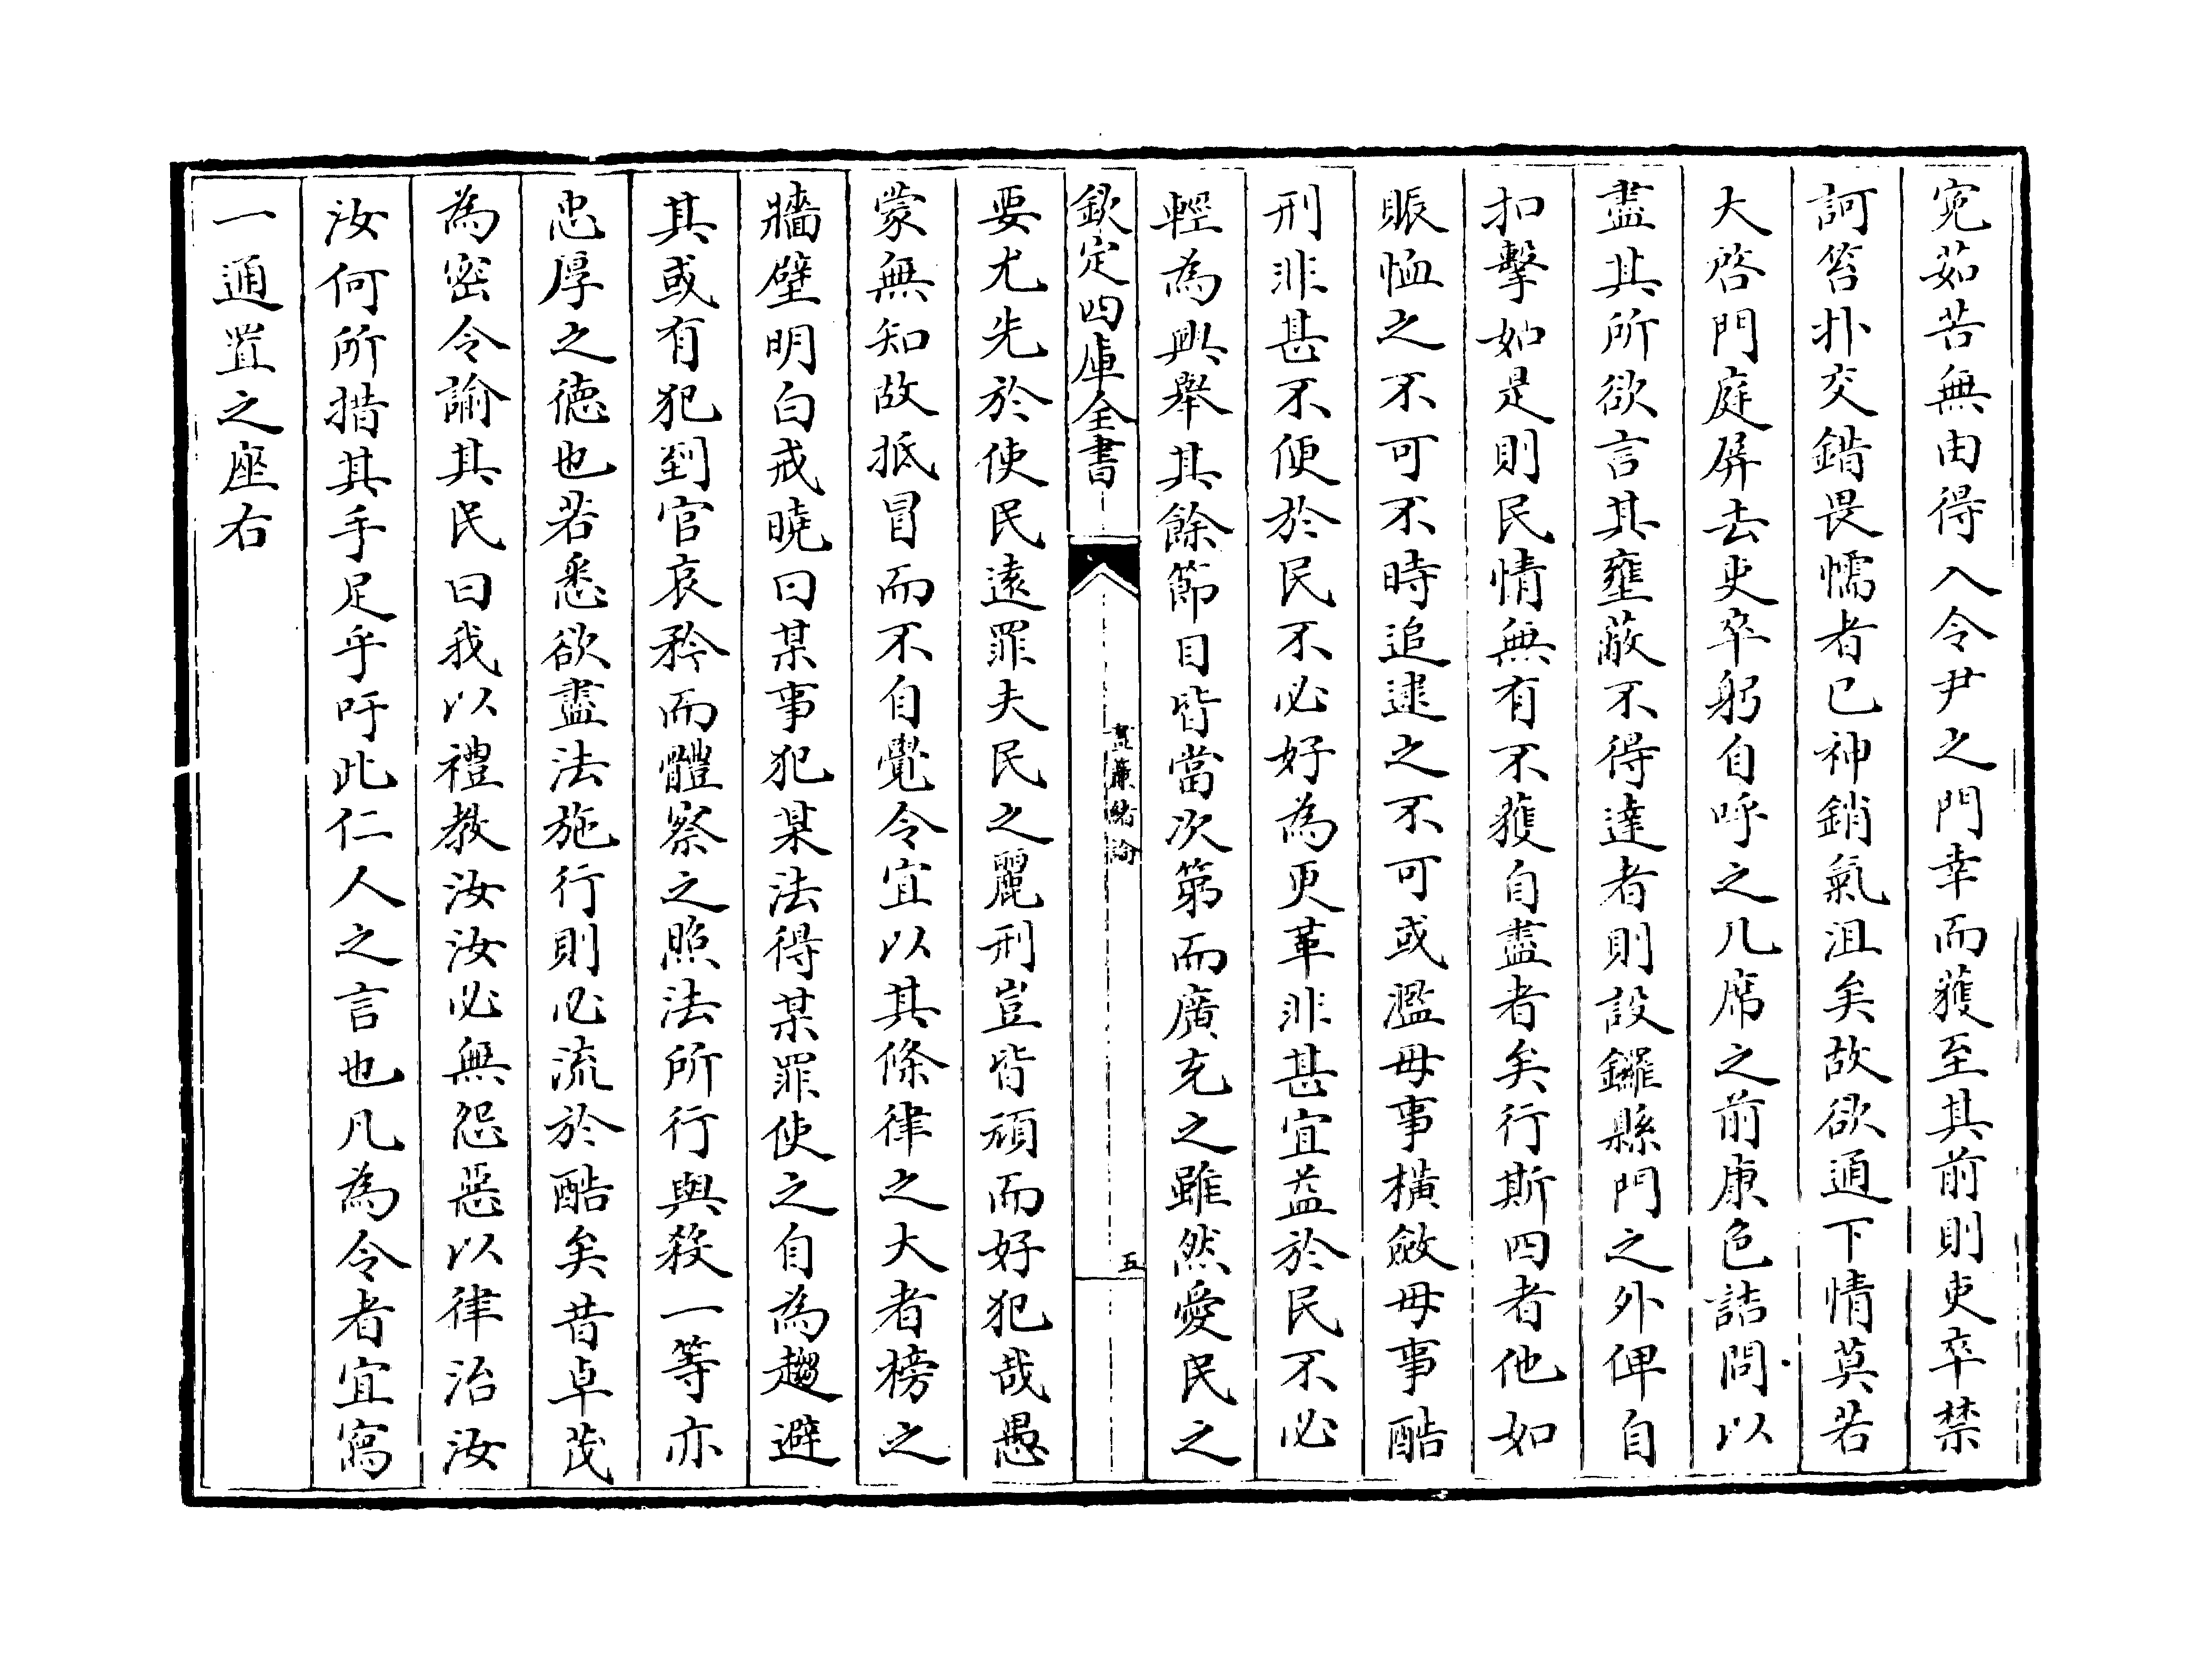 寃茹苦無由得入令尹之門幸而獲至其前則吏卒禁
訶笞扑交錯畏懦者已神銷氣沮矣故欲通下情莫若
大啓門庭屏去吏卒躬自呼之几席之前康色詰問以
盡其所欲言其壅蔽不得達者則設鑼縣門之外俾自
扣擊如是則民情無有不獲自盡者矣行斯四者他如
賑恤之不可不時追逮之不可或濫毋事橫斂毋事酷
刑非甚不便於民不必好為更革非甚宜益於民不必
輕為興舉其餘節目皆當次第而廣充之雖然愛民之
欽定四庫全書
晝簾緒論
五
要尤先於使民逺罪夫民之麗刑豈皆頑而好犯哉愚
蒙無知故抵冒而不自覺令宜以其條律之大者榜之
牆壁明白戒曉曰某事犯某法得某罪使之自為趨避
其或有犯到官哀矜而體察之照法所行與殺一等亦
忠厚之德也若悉欲盡法施行則必流於酷矣昔卓茂
為密令諭其民曰我以禮教汝汝必無怨惡以律治汝
汝何所措其手足乎吁此仁人之言也凡為令者宜寫
一通置之座右